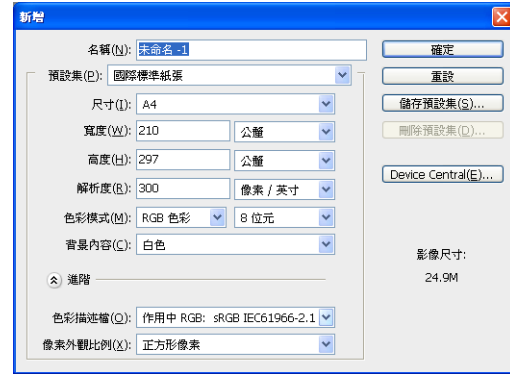 新增
名稱(N): 未命名 -1
確定
預設集(P): 國際標準紙張
重設
尺寸(I): A4
儲存預設集(S)...
寬度(W): 210 公釐
刪除預設集(D)...
高度(H): 297 公釐
Device Central(E)...
解析度(R): 300 像素 / 英寸
色彩模式(M): RGB 色彩 8 位元
背景內容(C): 白色
影像尺寸:
進階
24.9M
色彩描述檔(O): 作用中 RGB: sRGB IEC61966-2.1
像素外觀比例(X): 正方形像素